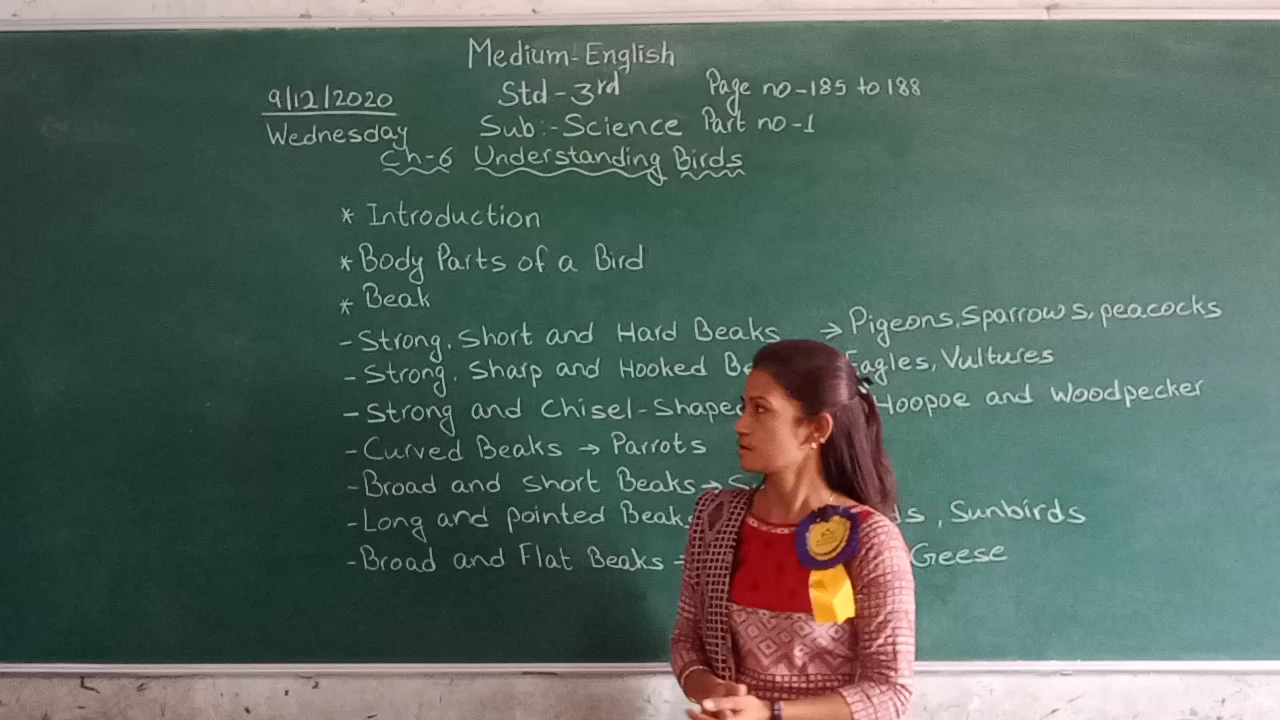 Medium-English
9/12/2020 Std-3rd Page no-185 to 188
Wednesday Sub:-Science Part no-1
Ch-6 Understanding Birds
* Introduction
* Body Parts of a Bird
* Beak
- Strong, Short and Hard Beaks → Pigeons, Sparrows, peacocks
- Strong, Sharp and Hooked Eagles, Vultures
- Strong and Chisel-Shaped Hoopoe and Woodpecker
- Curved Beaks → Parrots
- Broad and Short Beaks →
- Long and pointed Beaks , Sunbirds
- Broad and Flat Beaks Geese